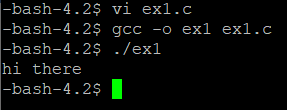 -bash-4.2$ vi ex1.c
-bash-4.2$ gcc -o ex1 ex1.c
-bash-4.2$ ./ex1
hi there
-bash-4.2$